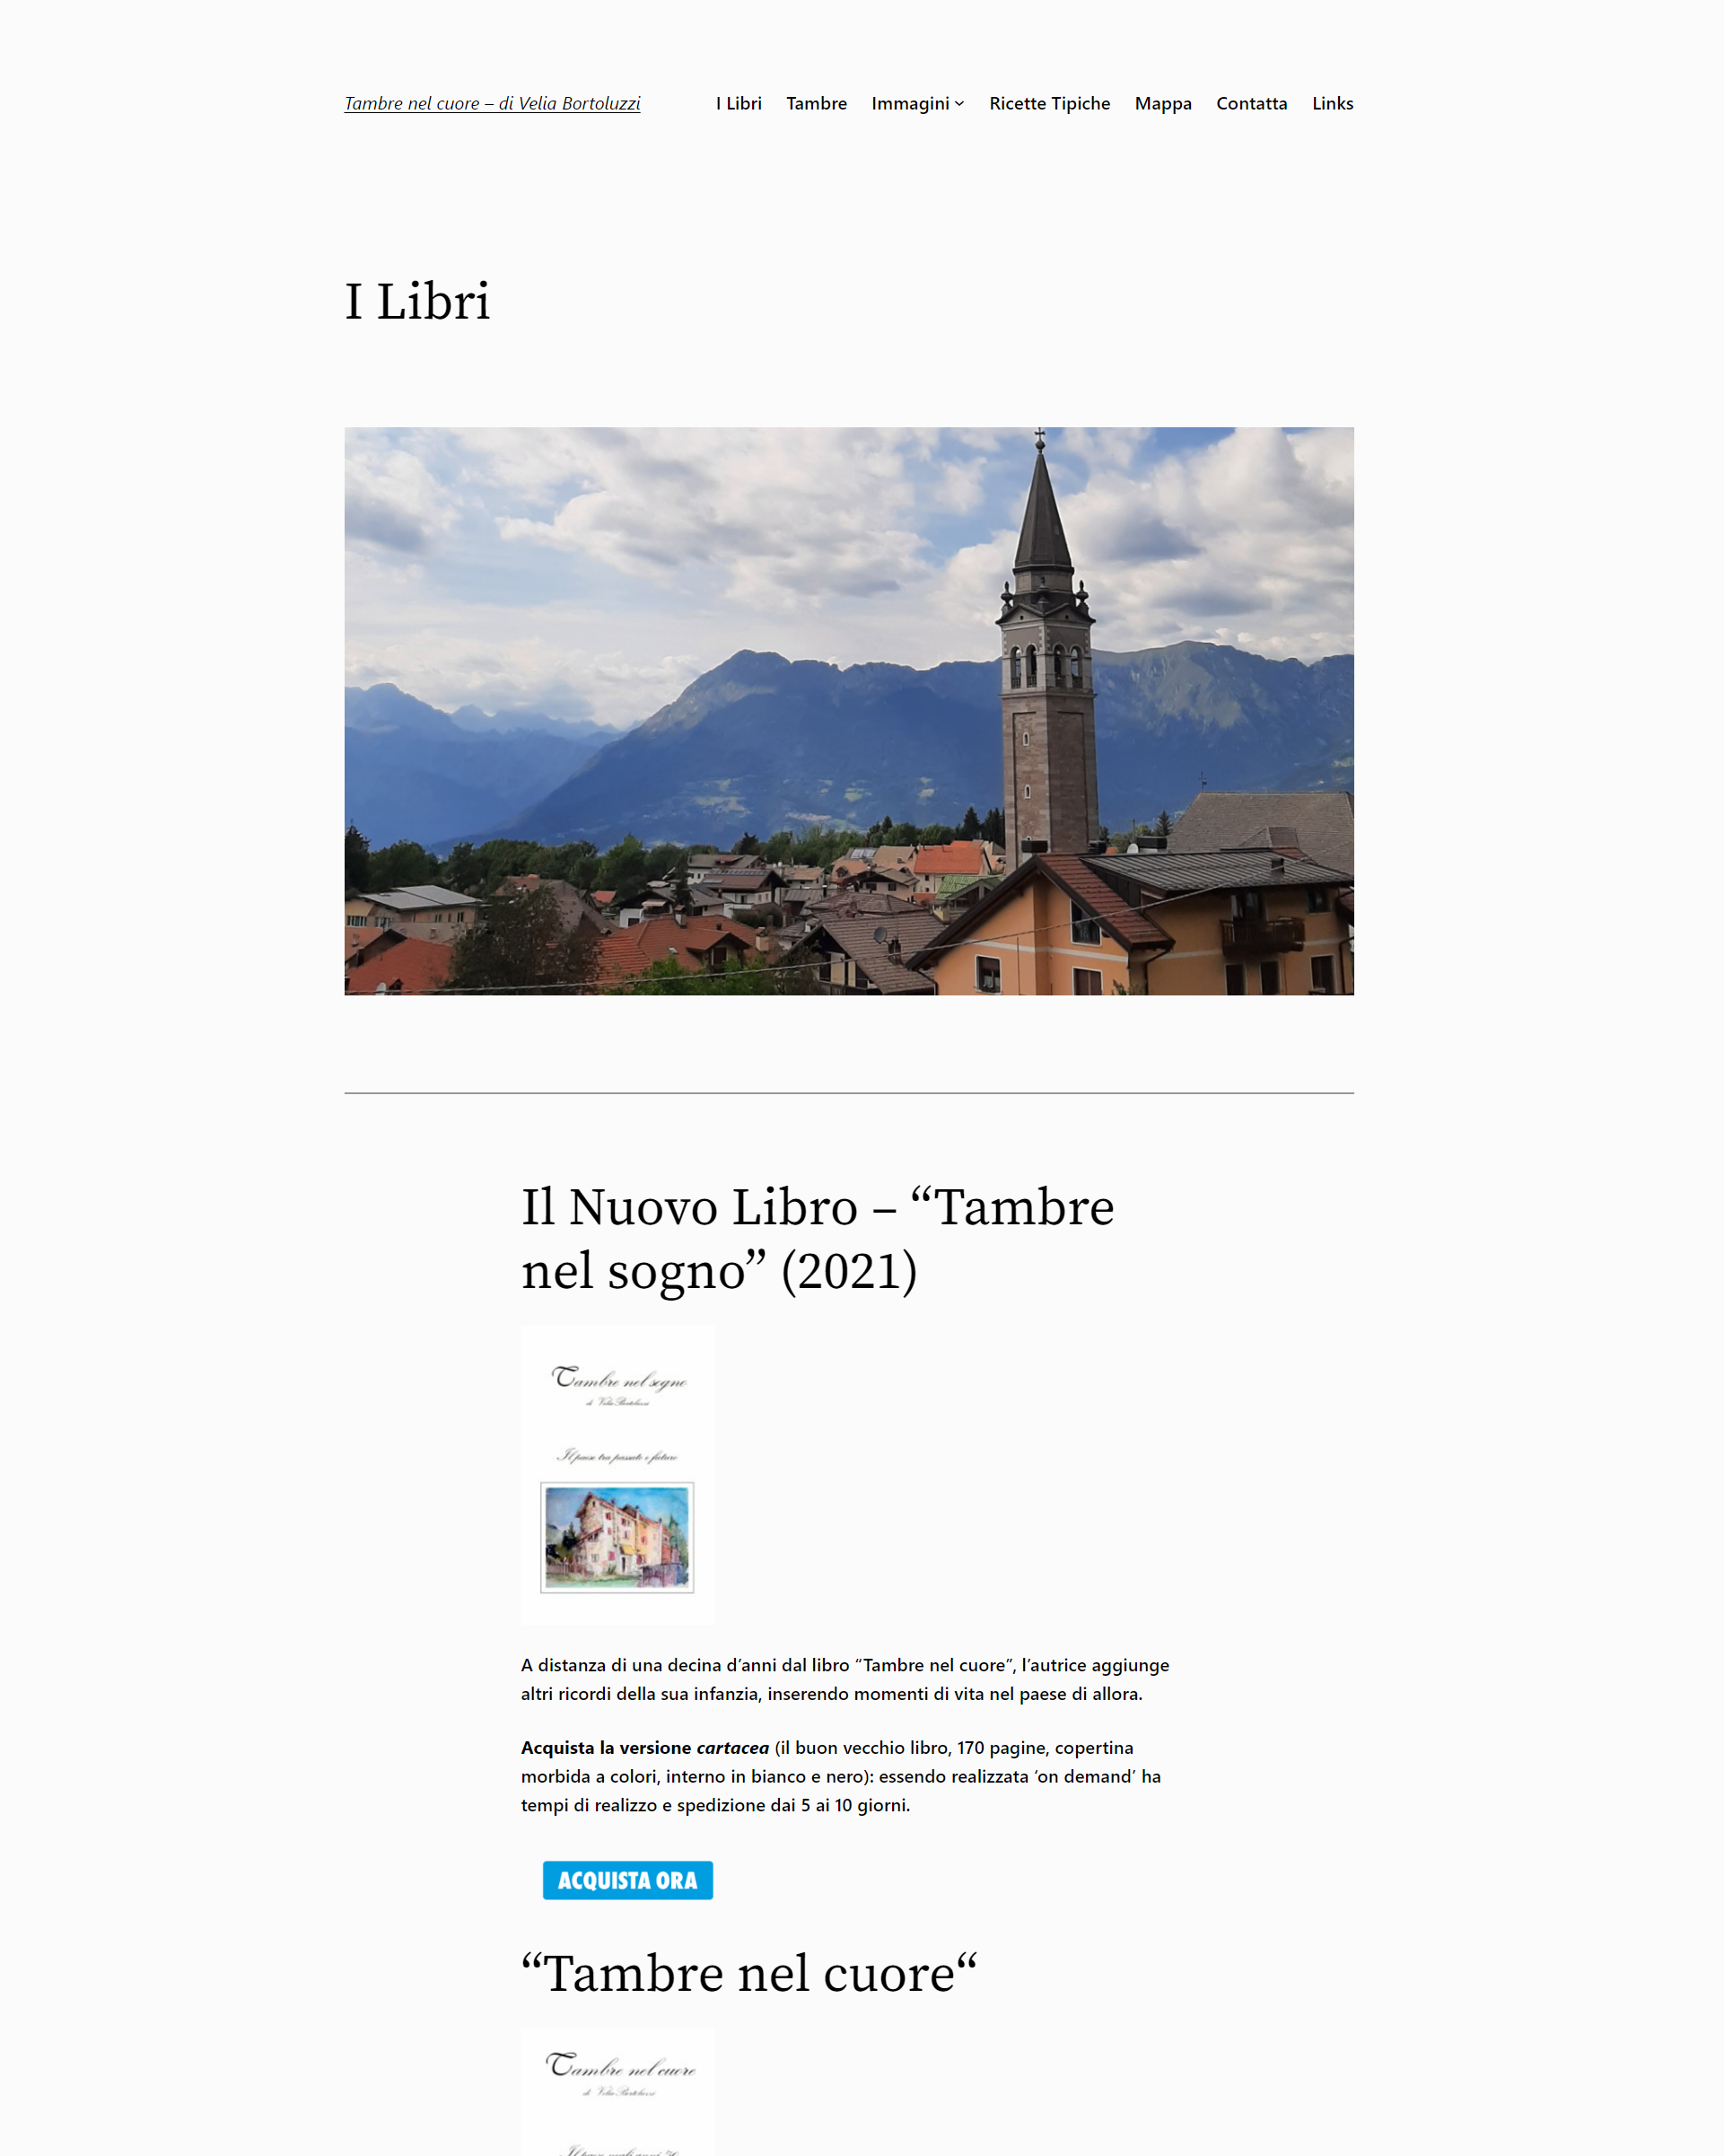 Tambre nel cuore – di Velia Bortoluzzi
I Libri Tambre Immagini Ricette Tipiche Mappa Contatta Links
I Libri
Il Nuovo Libro – “Tambre
nel sogno” (2021)
Tambre nel sogno
di Velia Bortoluzzi
Il paese tra passato e futuro
A distanza di una decina d’anni dal libro “Tambre nel cuore”, l’autrice aggiunge
altri ricordi della sua infanzia, inserendo momenti di vita nel paese di allora.
Acquista la versione cartacea (il buon vecchio libro, 170 pagine, copertina
morbida a colori, interno in bianco e nero): essendo realizzata ‘on demand’ ha
tempi di realizzo e spedizione dai 5 ai 10 giorni.
ACQUISTA ORA
“Tambre nel cuore“
Tambre nel cuore
di Velia Bortoluzzi